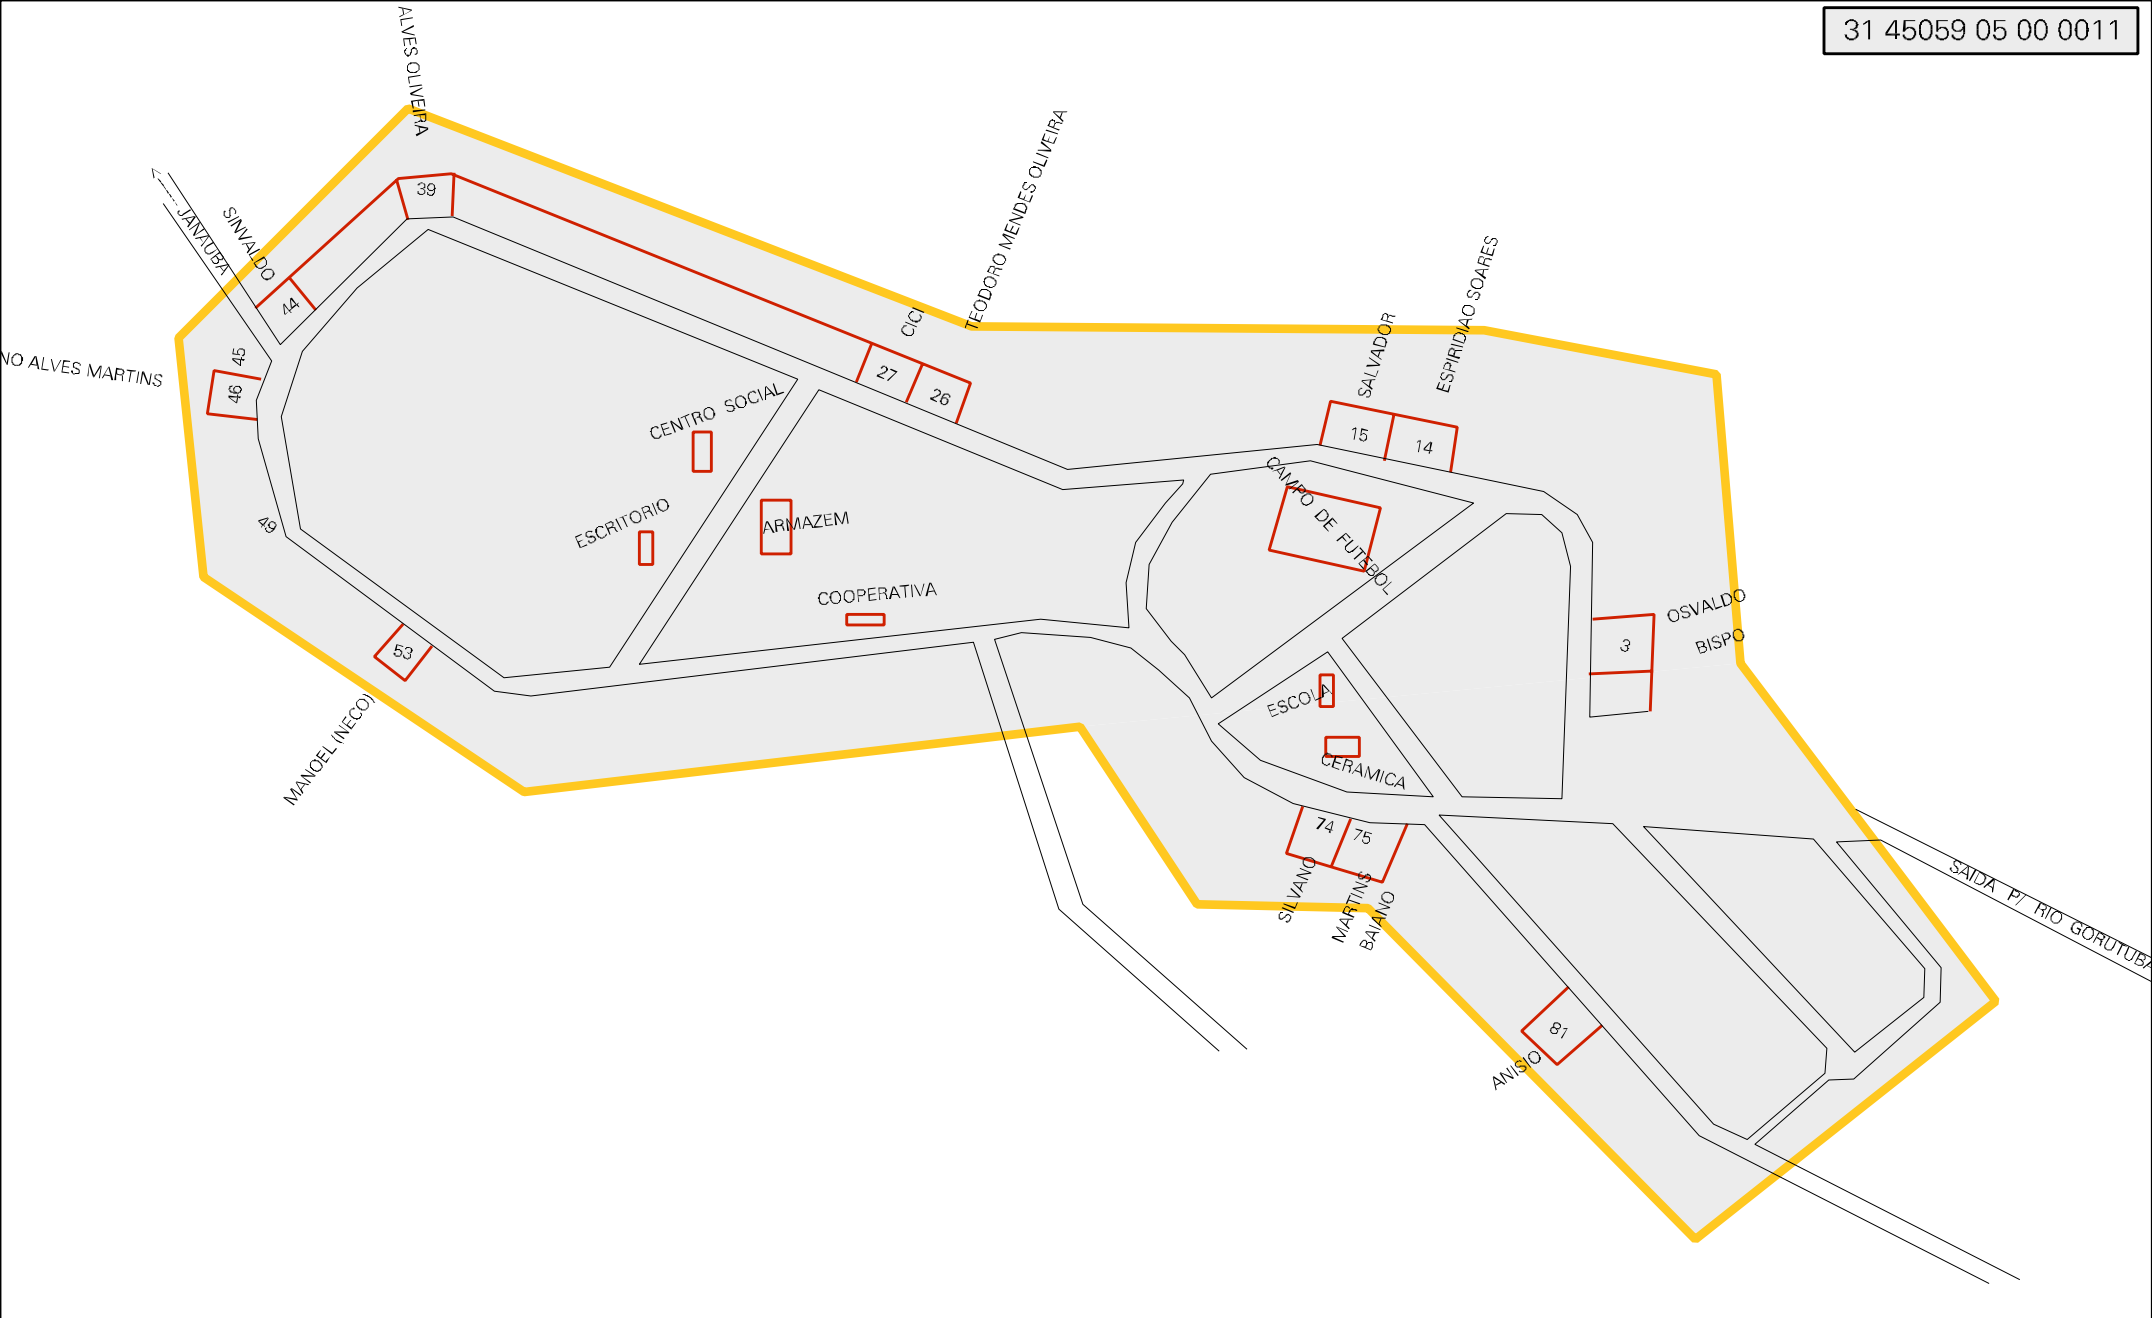 31 45059 05 00 0011
ALVES OLIVEIRA
TEODORO MENDES OLIVEIRA
<---- JANAUBA
SINVALDO
39
44
CICI
ESPIRIDIAO SOARES
SALVADOR
45
NO ALVES MARTINS
46
27
26
CENTRO SOCIAL
15
14
CAMPO DE FUTEBOL
49
ESCRITORIO
ARMAZEM
COOPERATIVA
OSVALDO
BISPO
3
53
MANOEL (NECO)
ESCOLA
CERAMICA
74
75
SILVANO
MARTINS
BAIANO
SAIDA P/ RIO GORUTUBA
81
ANISIO